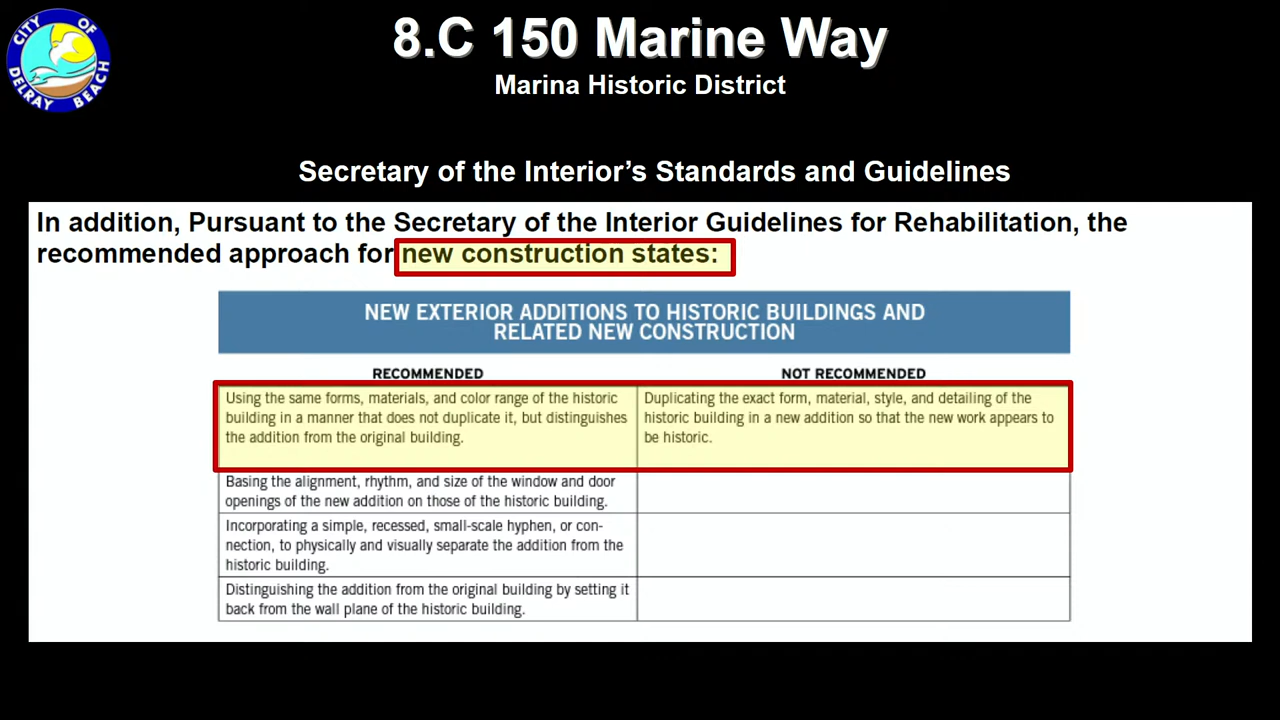 CITY OF
DELRAY BEACH
8.C 150 Marine Way
Marina Historic District
Secretary of the Interior's Standards and Guidelines
In addition, Pursuant to the Secretary of the Interior Guidelines for Rehabilitation, the
recommended approach for new construction states:
NEW EXTERIOR ADDITIONS TO HISTORIC BUILDINGS AND
RELATED NEW CONSTRUCTION
RECOMMENDED
NOT RECOMMENDED
Using the same forms, materials, and color range of the historic
building in a manner that does not duplicate it, but distinguishes
the addition from the original building.
Duplicating the exact form, material, style, and detailing of the
historic building in a new addition so that the new work appears to
be historic.
Basing the alignment, rhythm, and size of the window and door
openings of the new addition on those of the historic building.
Incorporating a simple, recessed, small-scale hyphen, or con-
nection, to physically and visually separate the addition from the
historic building.
Distinguishing the addition from the original building by setting it
back from the wall plane of the historic building.